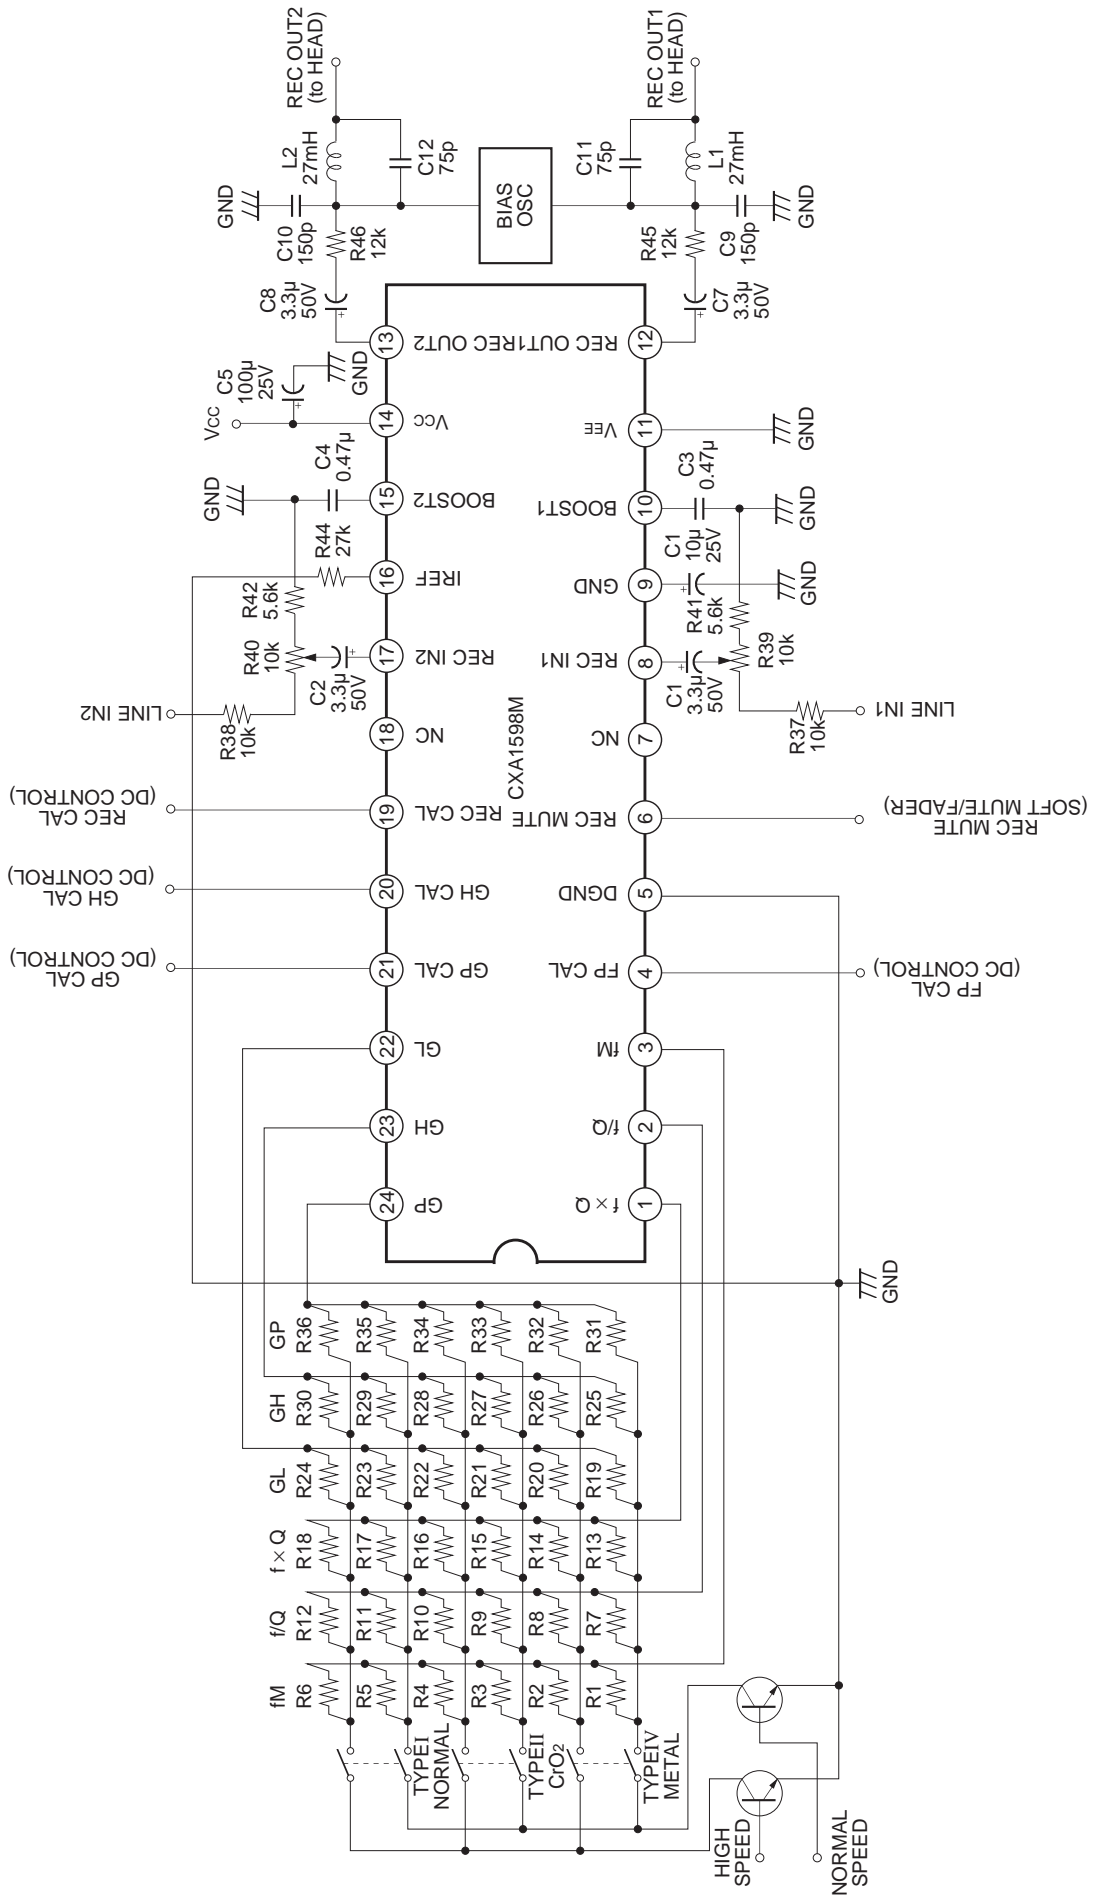 REC OUT2
(to HEAD)
REC OUT1
(to HEAD)
L2
27mH
C12
75p
C11
75p
L1
27mH
GND
C10
150p
R46
12k
BIAS
OSC
R45
12k
C9
150p
GND
C8
3.3µ
50V
C7
3.3µ
50V
13
REC OUT2
REC OUT1
12
C5
100µ
25V
GND
Vcc
14
Vcc
VEE
11
GND
GND
C4
0.47µ
15
BOOST2
BOOST1
10
C3
0.47µ
GND
R44
27k
16
IREF
GND
9
C1
10µ
25V
GND
R42
5.6k
R41
5.6k
R40
10k
C2
3.3µ
50V
17
REC IN2
REC IN1
8
C1
3.3µ
50V
R39
10k
LINE IN2
R38
10k
18
NC
NC
7
R37
10k
LINE IN1
CXA1598M
REC CAL
(DC CONTROL)
19
REC CAL
REC MUTE
6
REC MUTE
(SOFT MUTE/FADER)
GH CAL
(DC CONTROL)
20
GH CAL
DGND
5
GP CAL
(DC CONTROL)
21
GP CAL
FP CAL
4
FP CAL
(DC CONTROL)
22
GL
fM
3
23
GH
f/Q
2
24
GP
f × Q
1
GND
GP
R36
R35
R34
R33
R32
R31
GH
R30
R29
R28
R27
R26
R25
GL
R24
R23
R22
R21
R20
R19
f × Q
R18
R17
R16
R15
R14
R13
f/Q
R12
R11
R10
R9
R8
R7
fM
R6
R5
R4
R3
R2
R1
TYPEI
NORMAL
TYPEII
CrO2
TYPEIV
METAL
HIGH
SPEED
NORMAL
SPEED